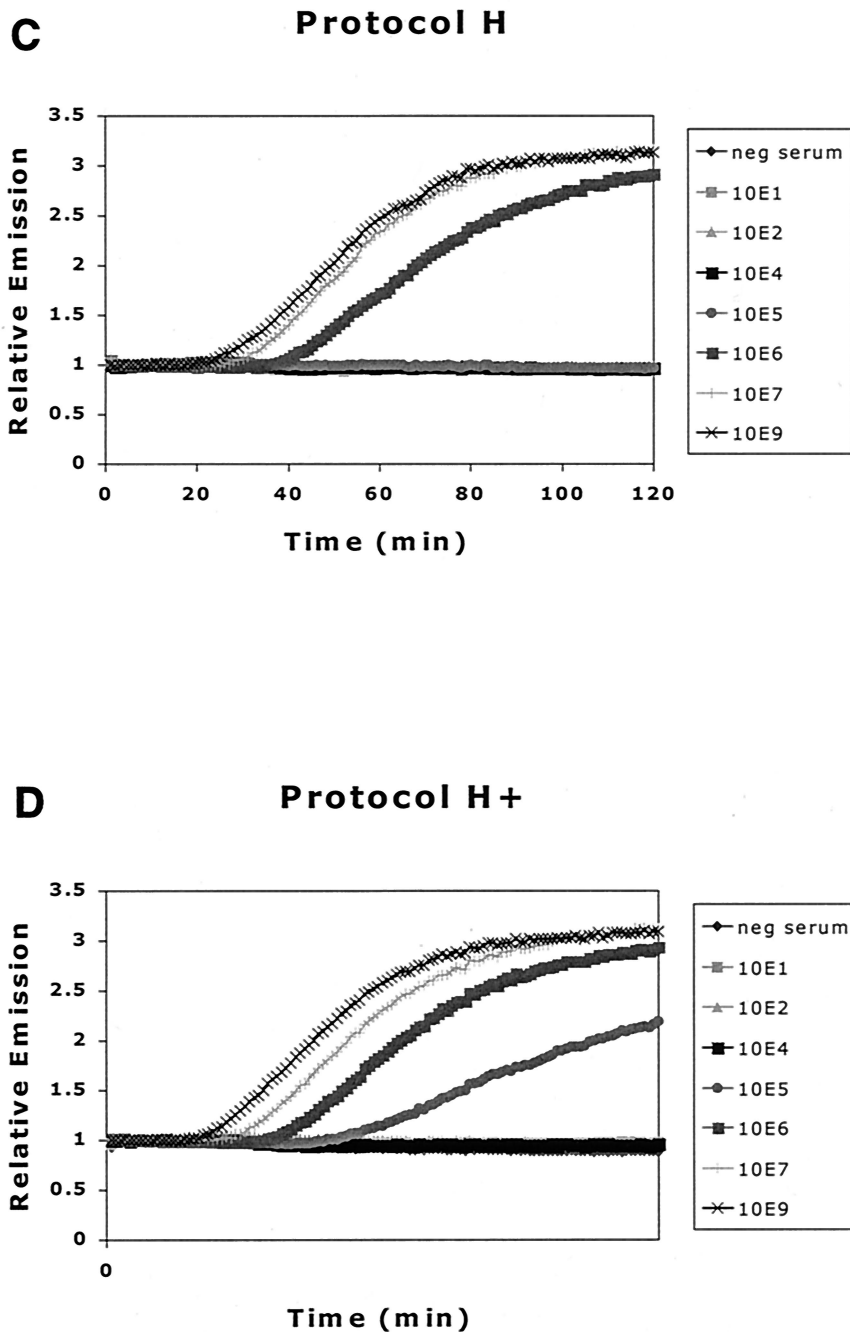 C
Protocol H
3.5
3
2.5
2
1.5
1
0.5
0
Relative Emission
0 20 40 60 80 100 120
Time (min)
neg serum
10E1
10E2
10E4
10E5
10E6
10E7
10E9
D
Protocol H+
3.5
3
2.5
2
1.5
1
0.5
0
Relative Emission
0
Time (min)
neg serum
10E1
10E2
10E4
10E5
10E6
10E7
10E9